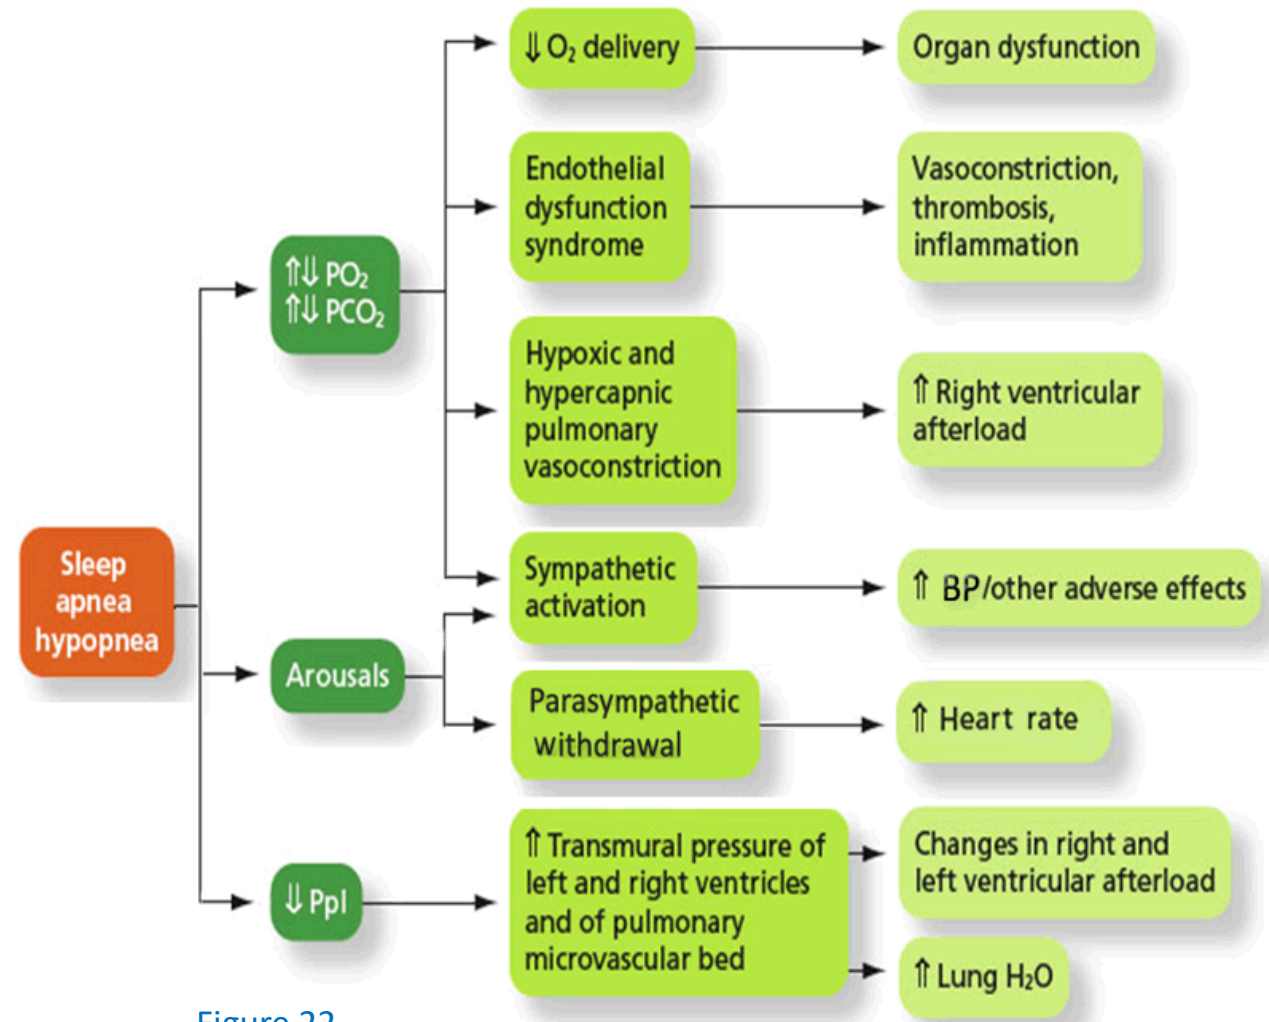 ⇓ O₂ delivery
Organ dysfunction
Endothelial
dysfunction
syndrome
Vasoconstriction,
thrombosis,
inflammation
⇑⇓ PO₂
⇑⇓ PCO₂
Hypoxic and
hypercapnic
pulmonary
vasoconstriction
⇑ Right ventricular
afterload
Sleep
apnea
hypopnea
Sympathetic
activation
⇑ BP/other adverse effects
Arousals
Parasympathetic
withdrawal
⇑ Heart rate
⇓ Ppl
⇑ Transmural pressure of
left and right ventricles
and of pulmonary
microvascular bed
Changes in right and
left ventricular afterload
⇑ Lung H₂O
Figure 22